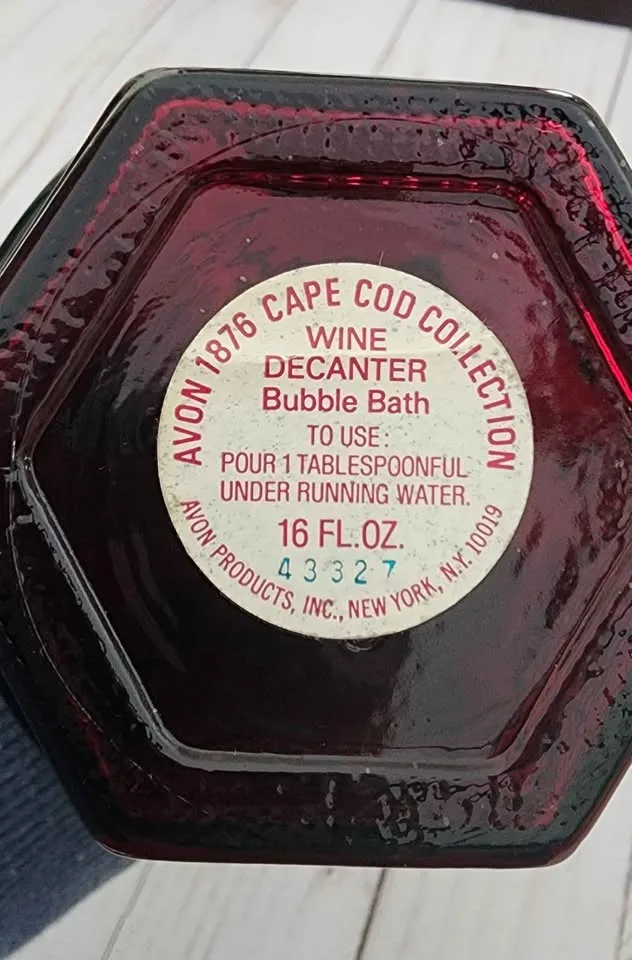 AVON 1876 CAPE COD COLLECTION
WINE
DECANTER
Bubble Bath
TO USE:
POUR 1 TABLESPOONFUL
UNDER RUNNING WATER.
16 FL.OZ.
43327
AVON PRODUCTS, INC., NEW YORK, N.Y. 10019